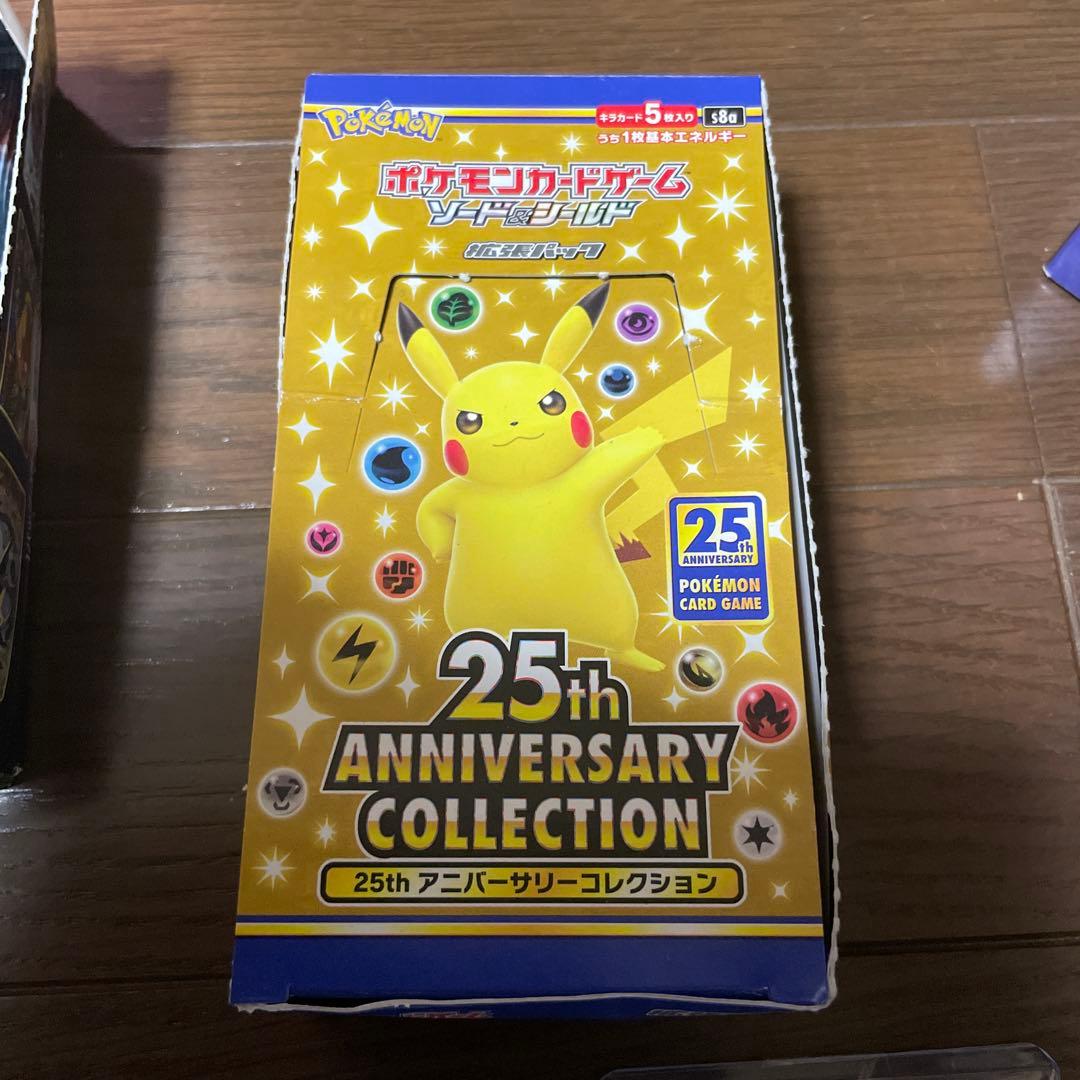 POKéMON
キラカード5枚入り s8a
うち1枚基本エネルギー
ポケモンカードゲーム
ソード&シールド
拡張パック
25th
ANNIVERSARY
POKÉMON
CARD GAME
25th
ANNIVERSARY
COLLECTION
25th アニバーサリーコレクション